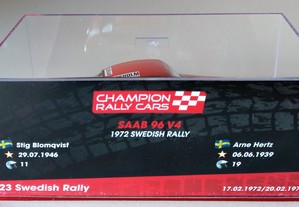 CHAMPION
RALLY CARS
SAAB 96 V4
1972 SWEDISH RALLY
Stig Blomqvist
29.07.1946
11
Arne Hertz
06.06.1939
19
23 Swedish Rally
17.02.1972/20.02.197